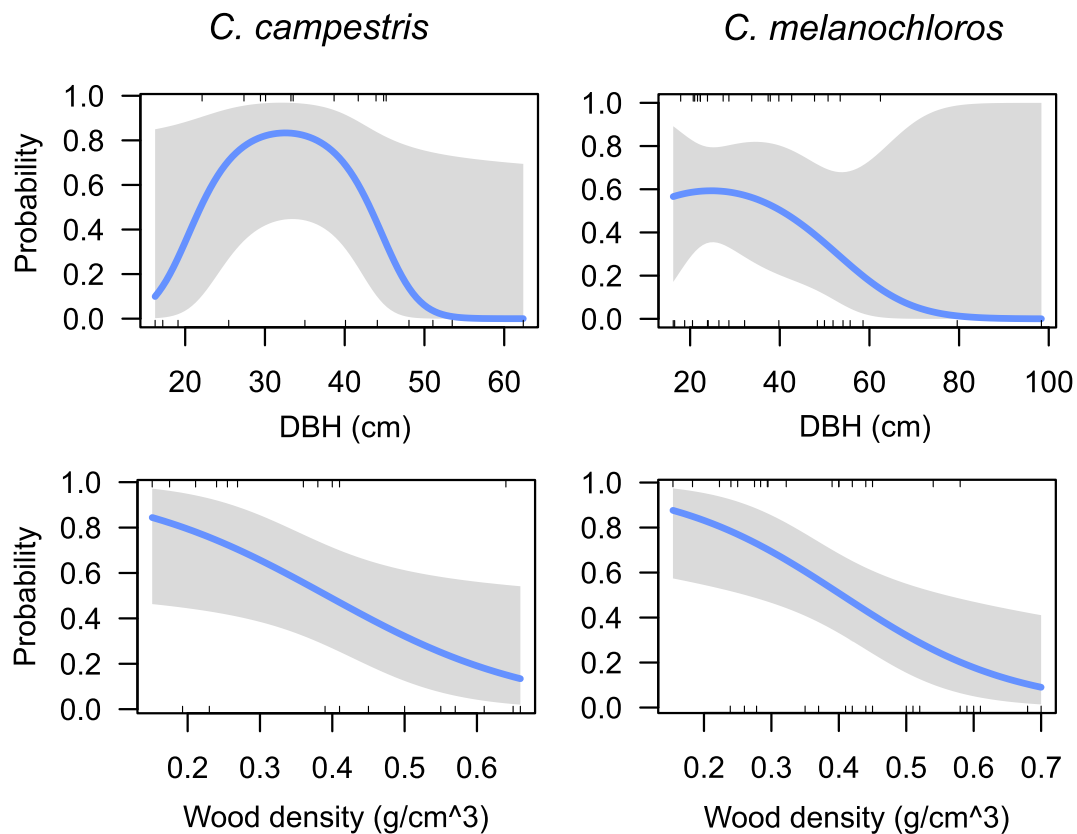 C. campestris
C. melanochloros
Probability
1.0
0.8
0.6
0.4
0.2
0.0
20 30 40 50 60
DBH (cm)
1.0
0.8
0.6
0.4
0.2
0.0
20 40 60 80 100
DBH (cm)
Probability
1.0
0.8
0.6
0.4
0.2
0.0
0.2 0.3 0.4 0.5 0.6
Wood density (g/cm^3)
1.0
0.8
0.6
0.4
0.2
0.0
0.2 0.3 0.4 0.5 0.6 0.7
Wood density (g/cm^3)